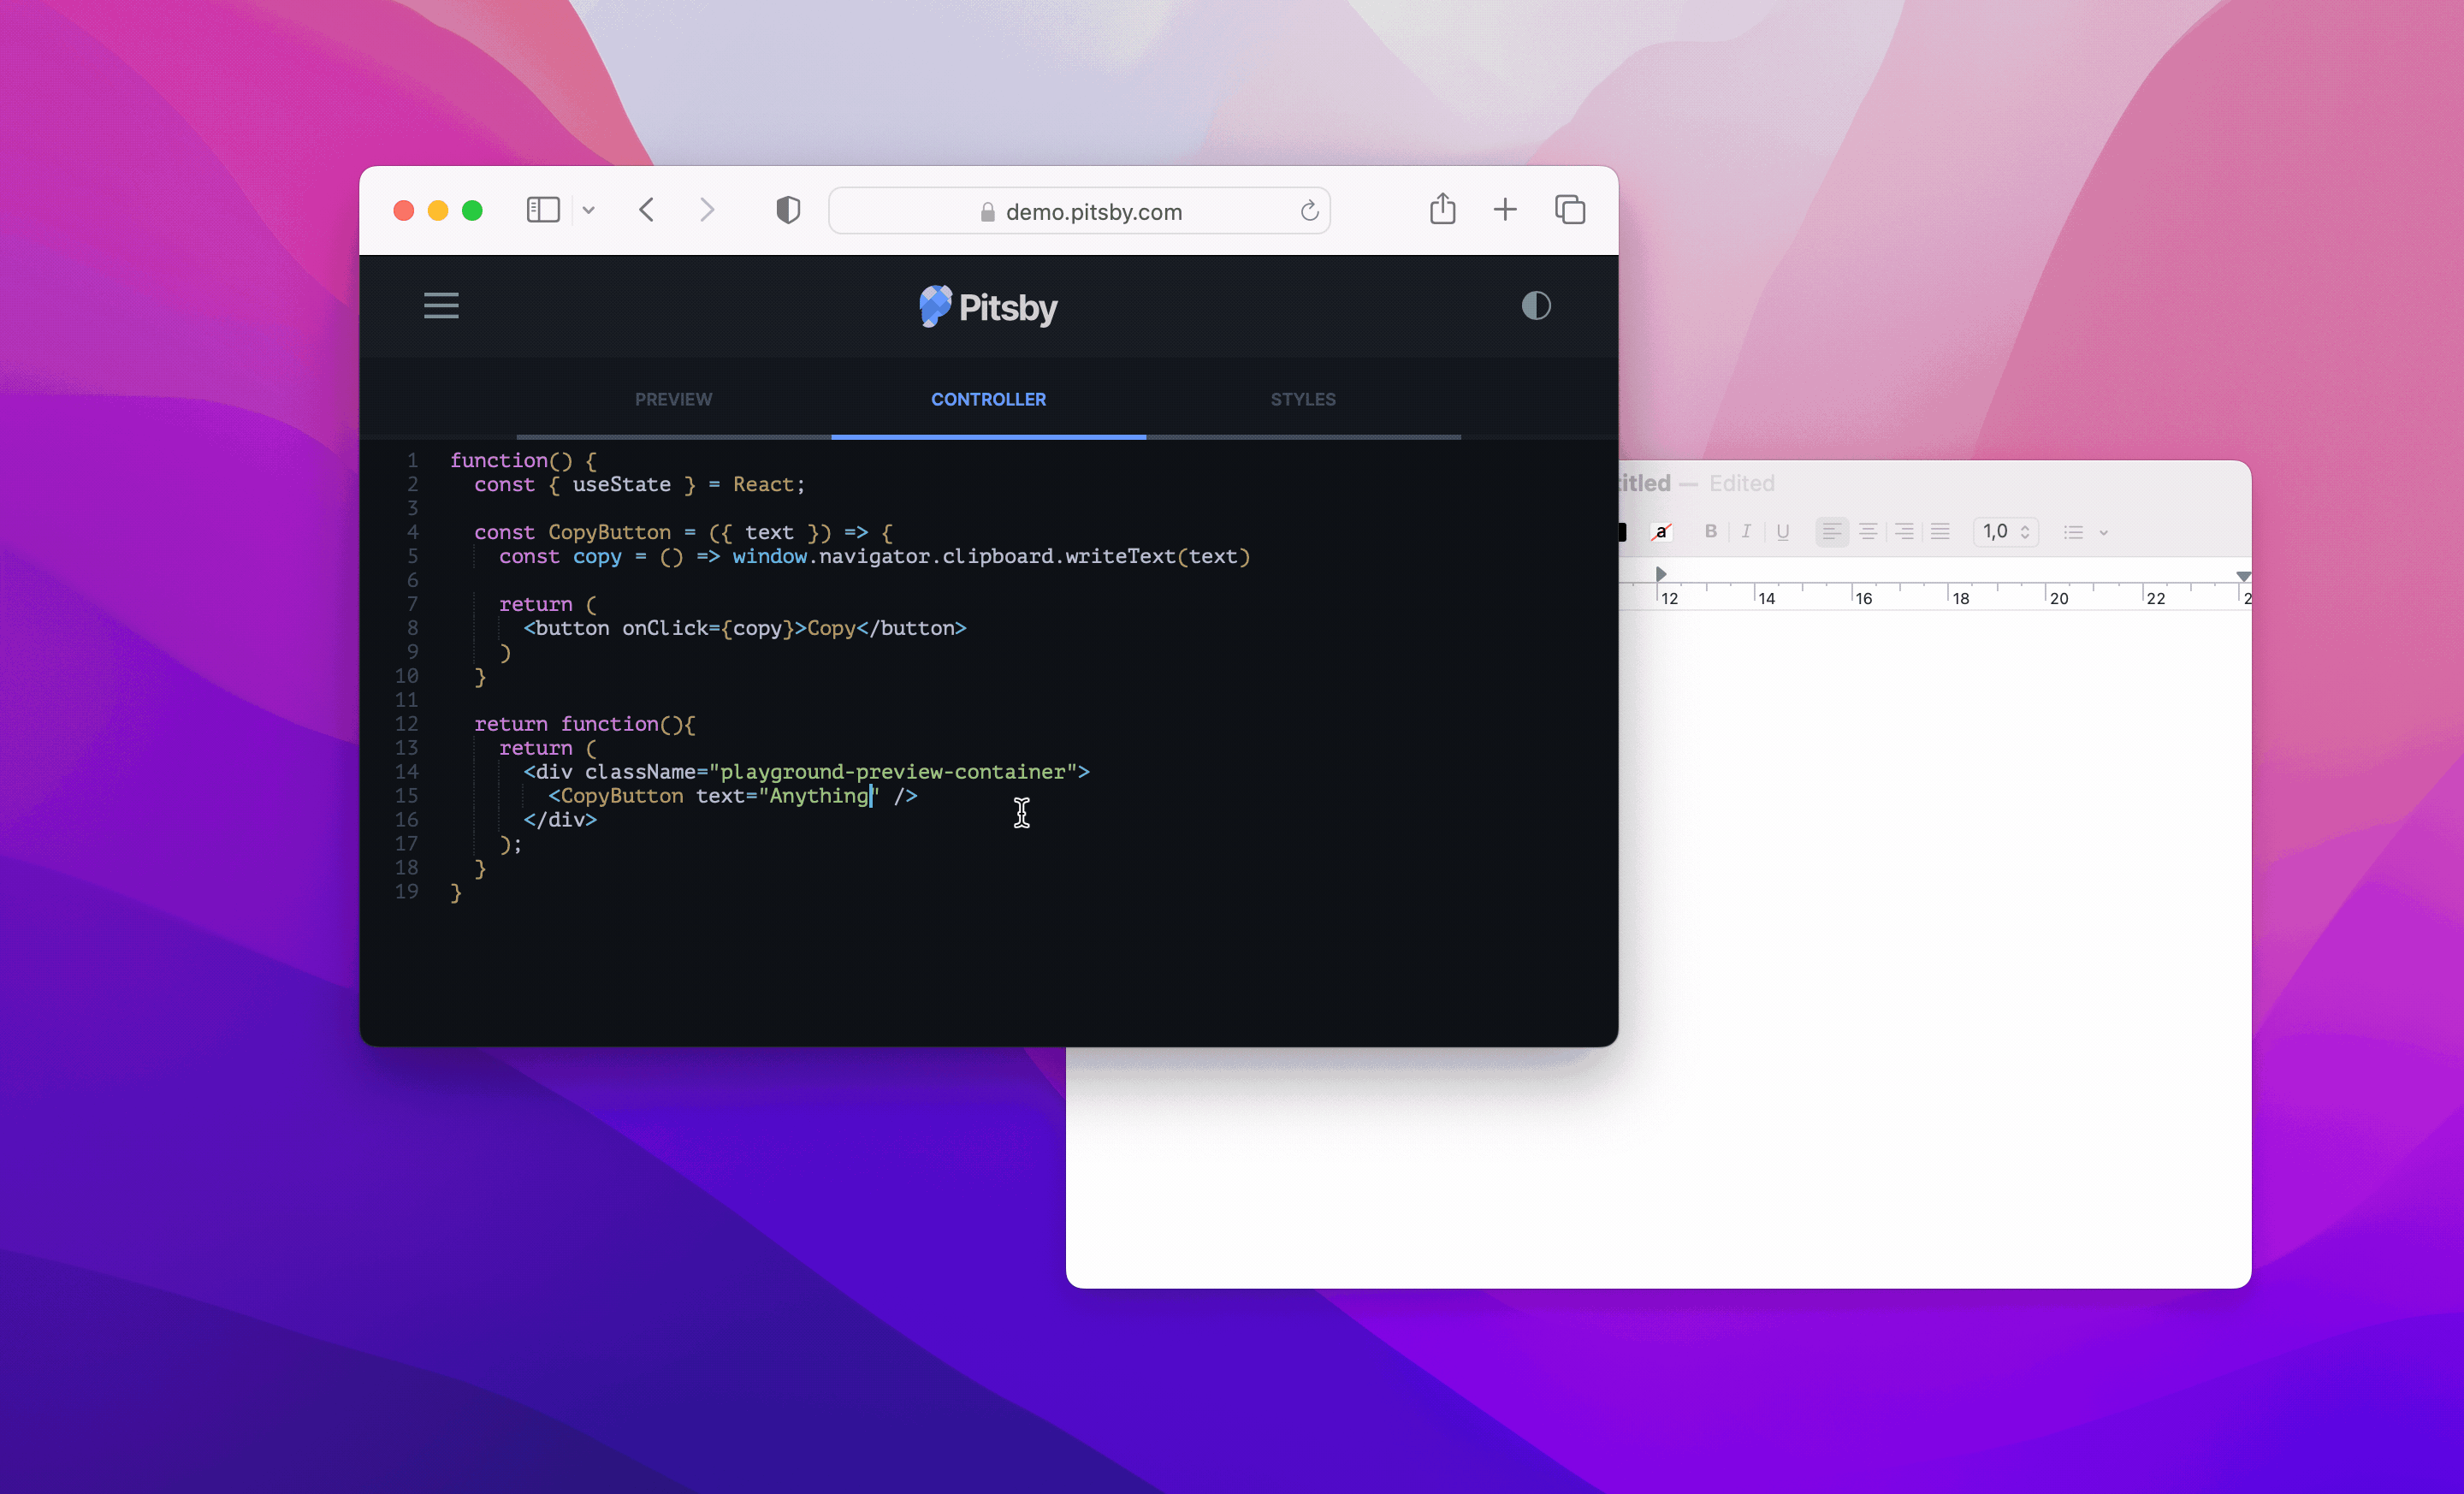 demo.pitsby.com
Pitsby
PREVIEW CONTROLLER STYLES
1 function() {
2 const { useState } = React;
3
4 const CopyButton = ({ text }) => {
5 const copy = () => window.navigator.clipboard.writeText(text)
6
7 return (
8 <button onClick={copy}>Copy</button>
9 )
10 }
11
12 return function(){
13 return (
14 <div className="playground-preview-container">
15 <CopyButton text="Anything" />
16 </div>
17 );
18 }
19 }
titled — Edited
a B I U 1,0
12 14 16 18 20 22